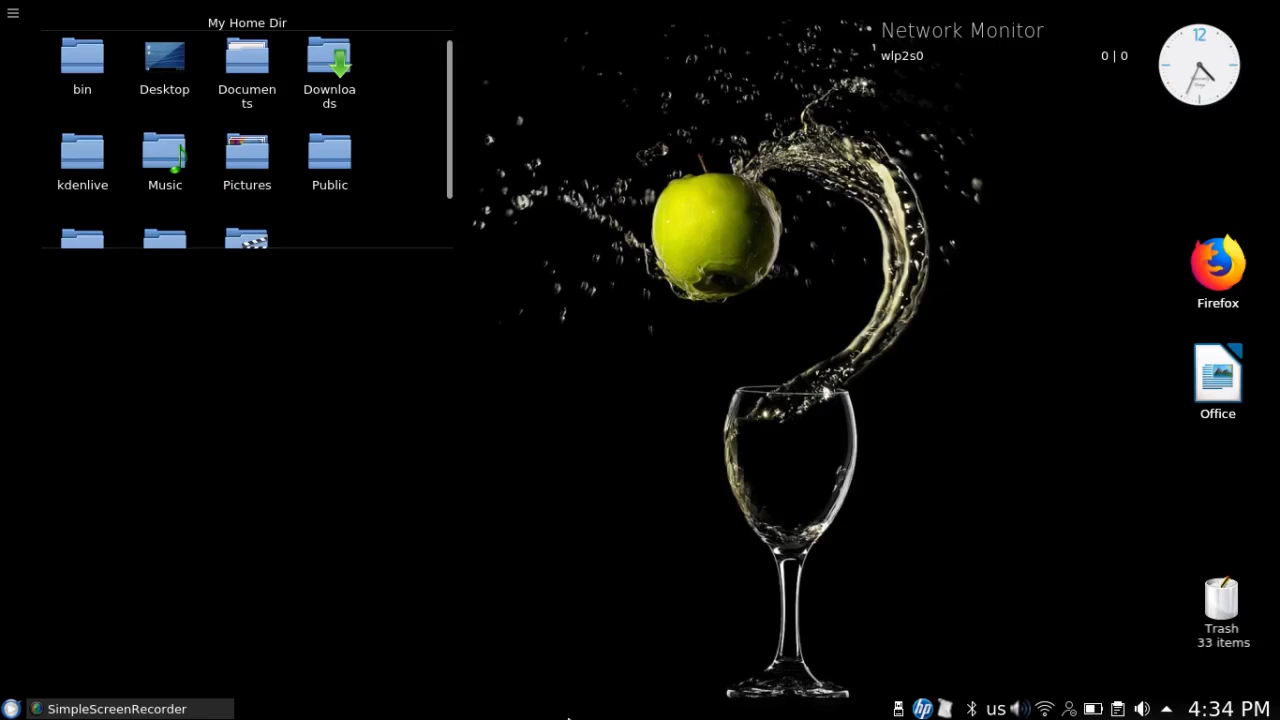 My Home Dir
bin
Desktop
Documen
ts
Downloa
ds
kdenlive
Music
Pictures
Public
Network Monitor
wlp2s0 0 | 0
12
Firefox
Office
Trash
33 items
SimpleScreenRecorder
hp
us
4:34 PM